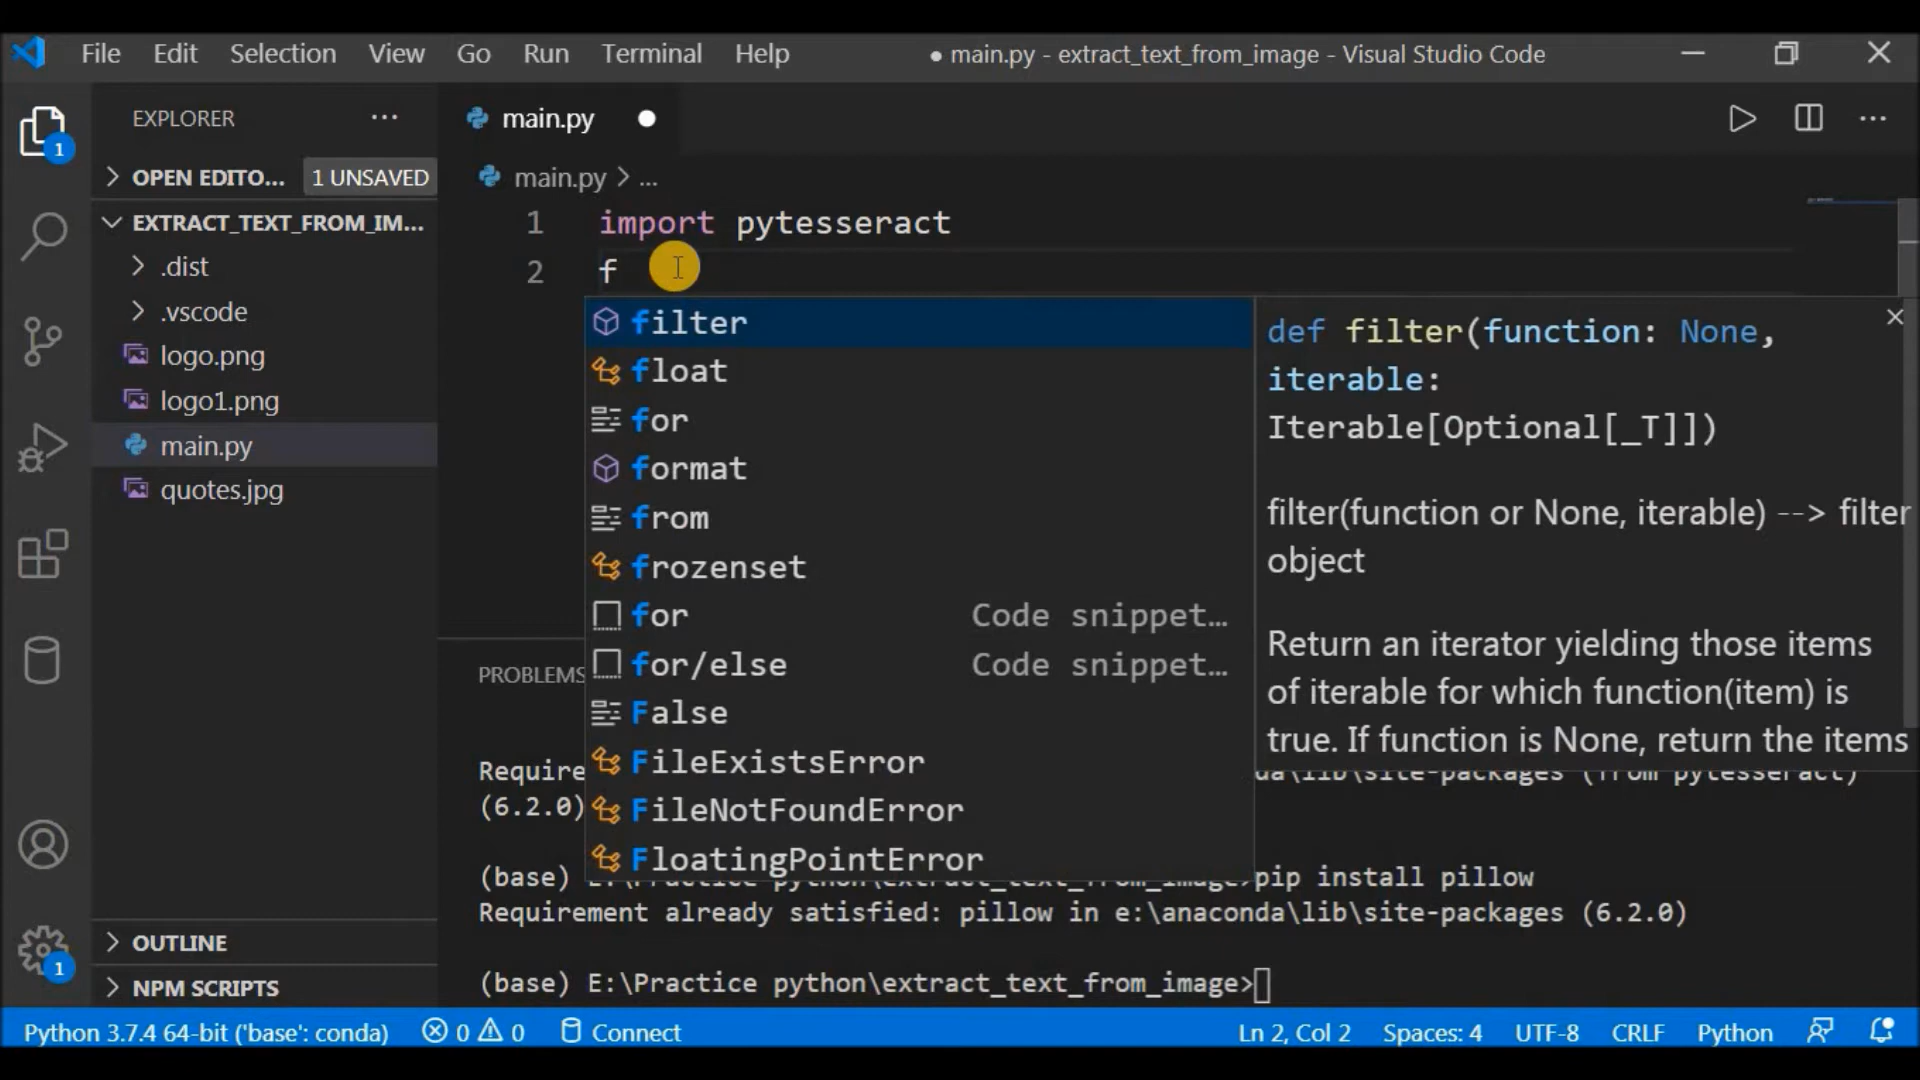 File Edit Selection View Go Run Terminal Help ● main.py - extract_text_from_image - Visual Studio Code
EXPLORER ···
OPEN EDITO... 1 UNSAVED
EXTRACT_TEXT_FROM_IM...
.dist
.vscode
logo.png
logo1.png
main.py
quotes.jpg
OUTLINE
NPM SCRIPTS
1
1
main.py ●
main.py > ...
1 import pytesseract
2 f
filter
float
for
format
from
frozenset
for Code snippet…
for/else Code snippet…
False
FileExistsError
FileNotFoundError
FloatingPointError
def filter(function: None,
iterable:
Iterable[Optional[_T]])
filter(function or None, iterable) --> filter
object
Return an iterator yielding those items
of iterable for which function(item) is
true. If function is None, return the items
PROBLEMS
Require da\lib\site-packages (from pytesseract)
(6.2.0)
(base) E:\Practice python\extract_text_from_image>pip install pillow
Requirement already satisfied: pillow in e:\anaconda\lib\site-packages (6.2.0)
(base) E:\Practice python\extract_text_from_image>
Python 3.7.4 64-bit ('base': conda) 0 0 Connect Ln 2, Col 2 Spaces: 4 UTF-8 CRLF Python